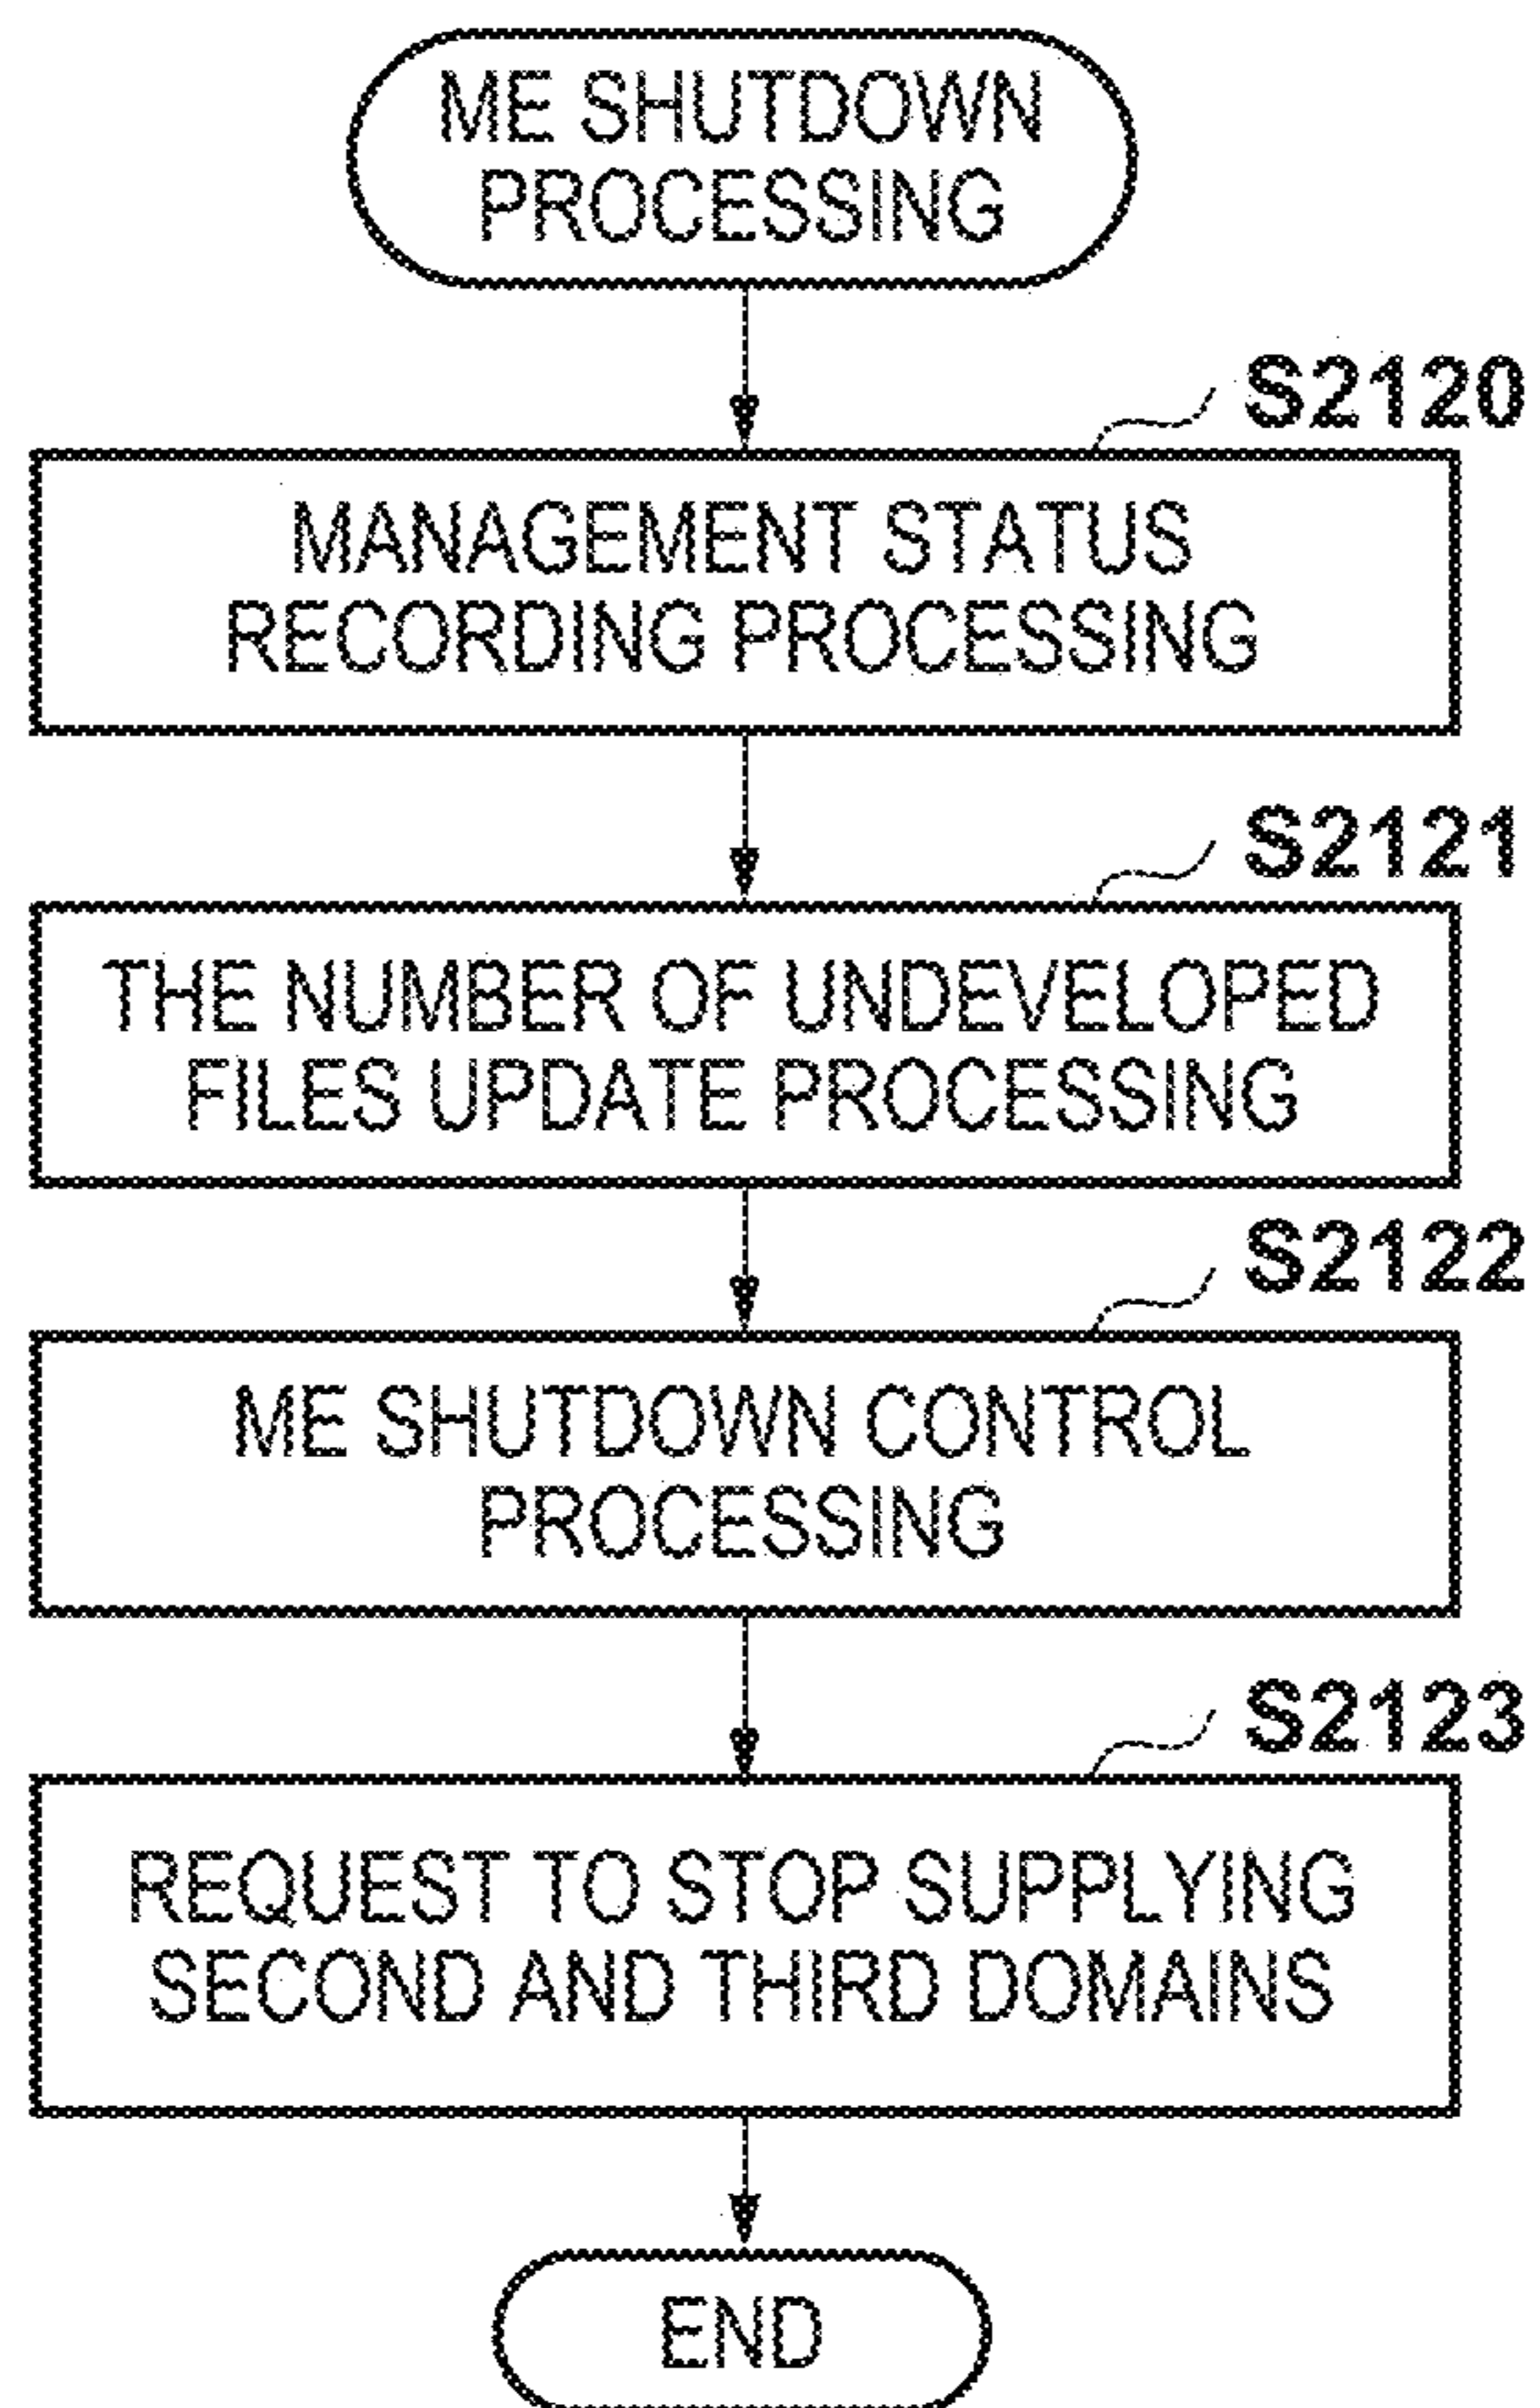 ME SHUTDOWN
PROCESSING
S2120
MANAGEMENT STATUS
RECORDING PROCESSING
S2121
THE NUMBER OF UNDEVELOPED
FILES UPDATE PROCESSING
S2122
ME SHUTDOWN CONTROL
PROCESSING
S2123
REQUEST TO STOP SUPPLYING
SECOND AND THIRD DOMAINS
END